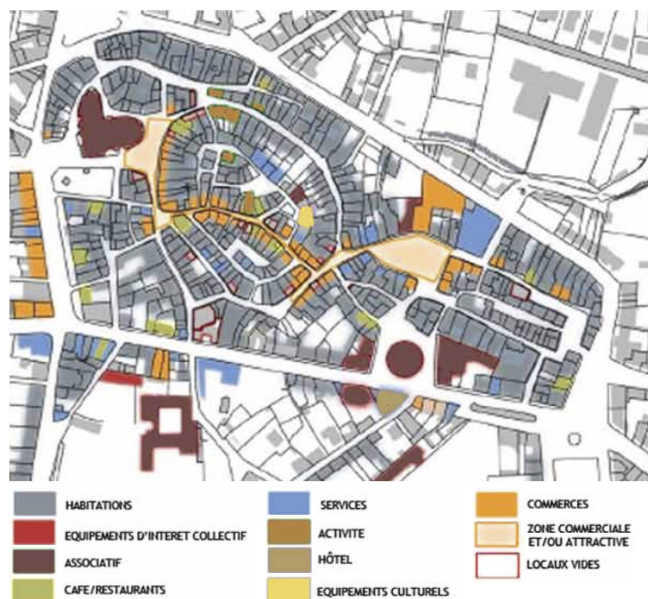 HABITATIONS
EQUIPEMENTS D'INTERET COLLECTIF
ASSOCIATIF
CAFE/RESTAURANTS
SERVICES
ACTIVITE
HÔTEL
EQUIPEMENTS CULTURELS
COMMERCES
ZONE COMMERCIALE
ET/OU ATTRACTIVE
LOCAUX VIDES